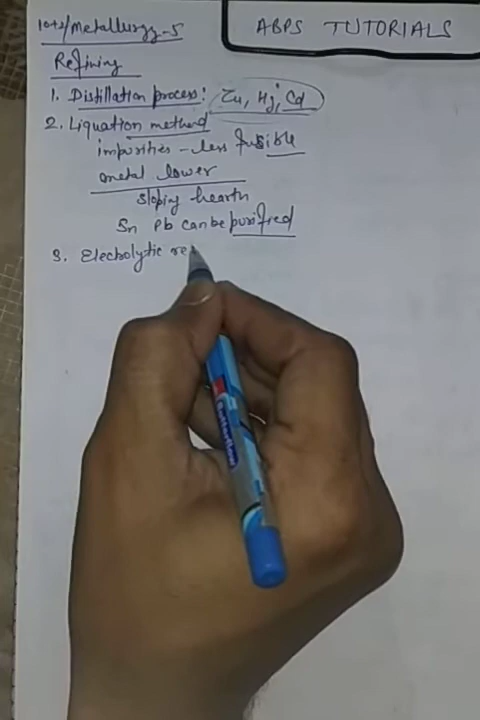 10+2/Metallurgy-5
ABPS TUTORIALS
Refining
1. Distillation process: Zu, Hg, Cd
2. Liquation method
impurities - less fusible
metal lower
sloping hearth
Sn Pb can be purified
3. Electrolytic re